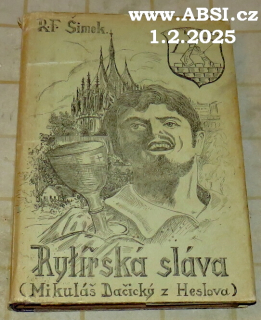 www.ABSI.cz
1.2.2025
R.F. Šimek
Rytířská sláva
(Mikuláš Dačický z Heslova)